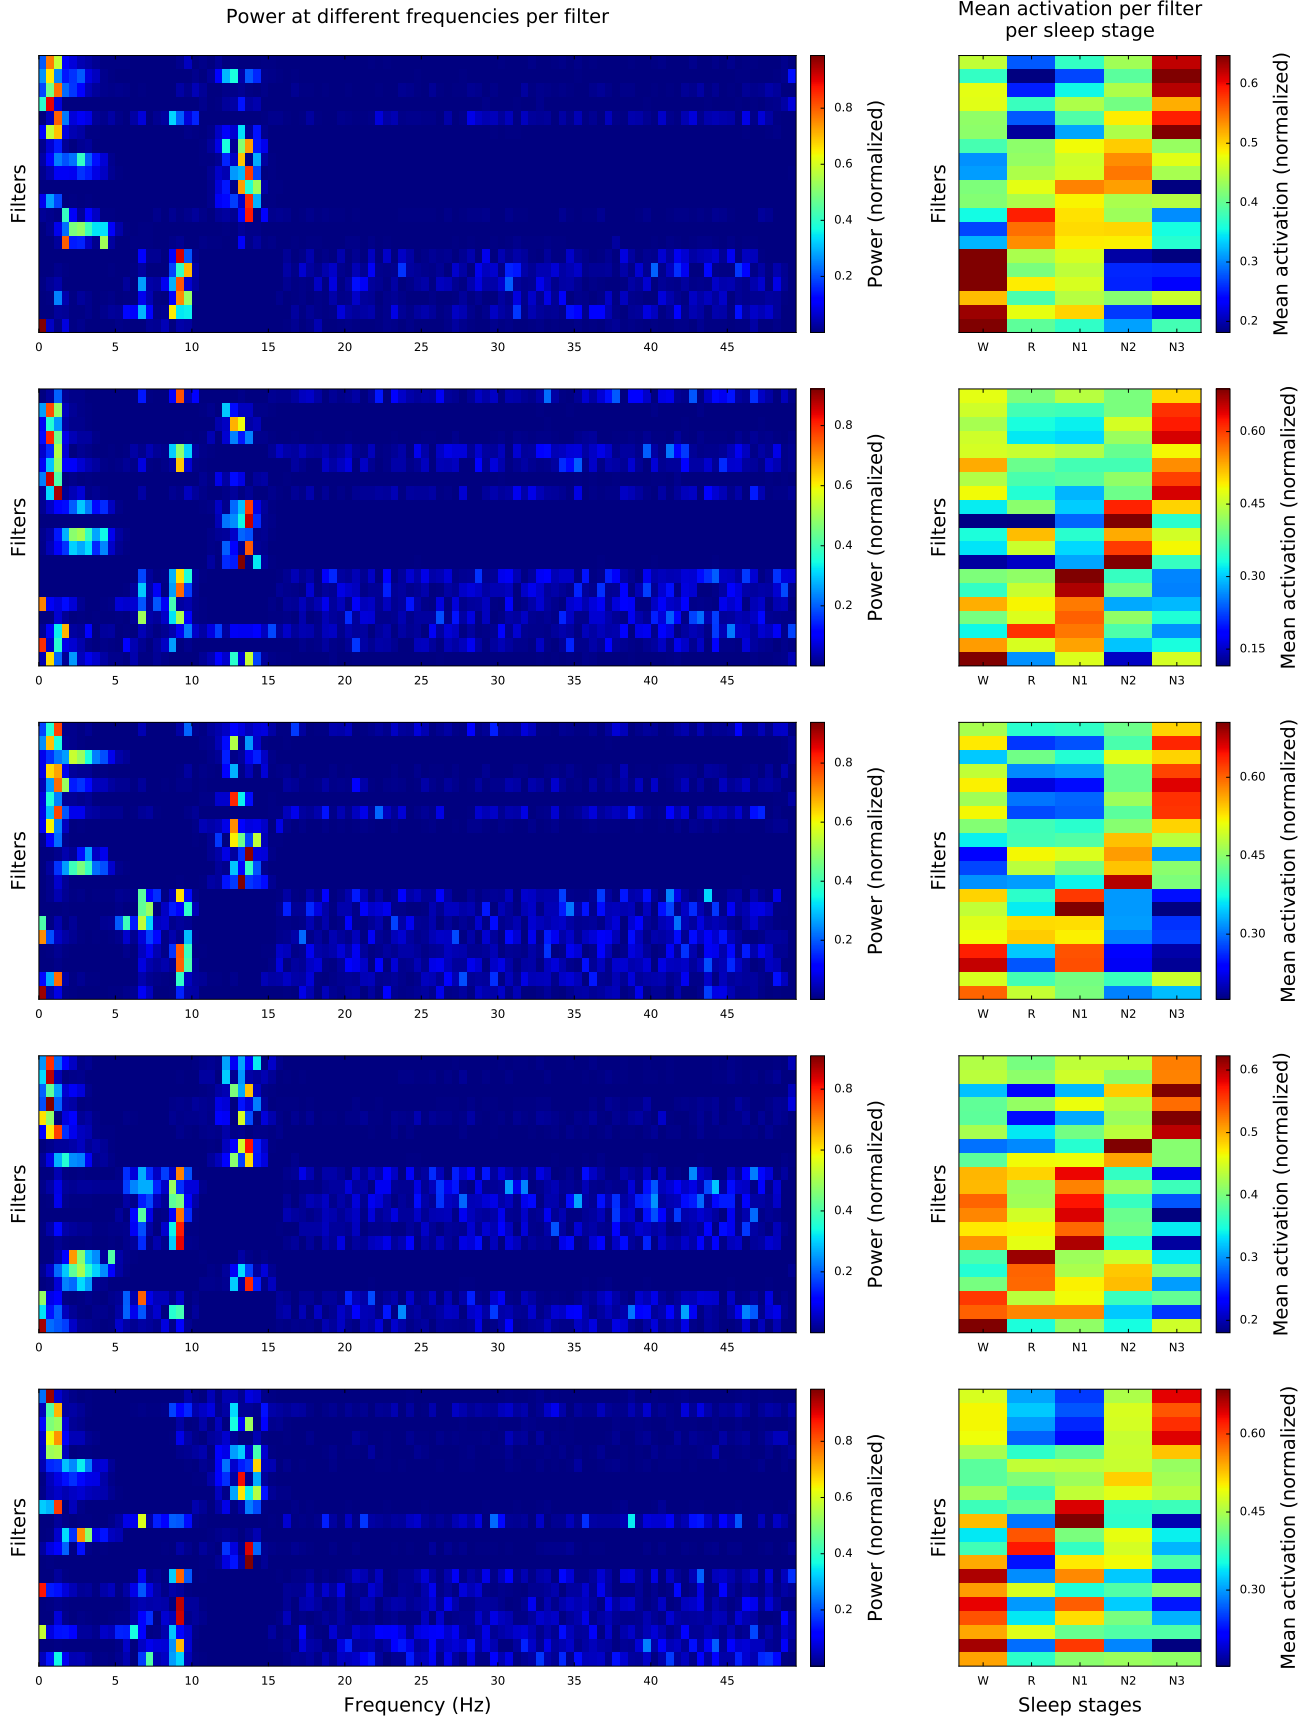 Power at different frequencies per filter
Mean activation per filter
per sleep stage
Filters
0 5 10 15 20 25 30 35 40 45
0.8
0.6
0.4
0.2
Power (normalized)
Filters
W R N1 N2 N3
0.6
0.5
0.4
0.3
0.2
Mean activation (normalized)
Filters
0 5 10 15 20 25 30 35 40 45
0.8
0.6
0.4
0.2
Power (normalized)
Filters
W R N1 N2 N3
0.60
0.45
0.30
0.15
Mean activation (normalized)
Filters
0 5 10 15 20 25 30 35 40 45
0.8
0.6
0.4
0.2
Power (normalized)
Filters
W R N1 N2 N3
0.60
0.45
0.30
Mean activation (normalized)
Filters
0 5 10 15 20 25 30 35 40 45
0.8
0.6
0.4
0.2
Power (normalized)
Filters
W R N1 N2 N3
0.6
0.5
0.4
0.3
0.2
Mean activation (normalized)
Filters
0 5 10 15 20 25 30 35 40 45
Frequency (Hz)
0.8
0.6
0.4
0.2
Power (normalized)
Filters
W R N1 N2 N3
Sleep stages
0.60
0.45
0.30
Mean activation (normalized)